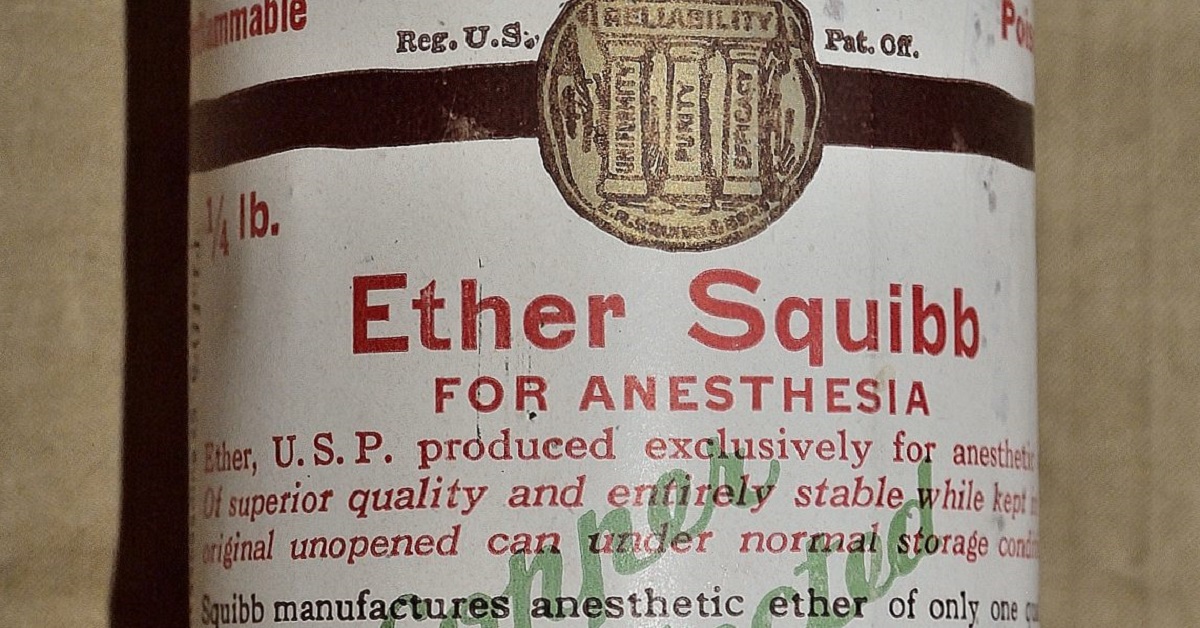 Reg. U.S. Pat. Off.
RELIABILITY
UNIFORMITY
PURITY
EFFICACY
1/4 lb.
Ether Squibb
FOR ANESTHESIA
Ether, U. S. P. produced exclusively for
Of superior quality and entirely stable while kept
original unopened can under normal storage
Squibb manufactures anesthetic ether of only one